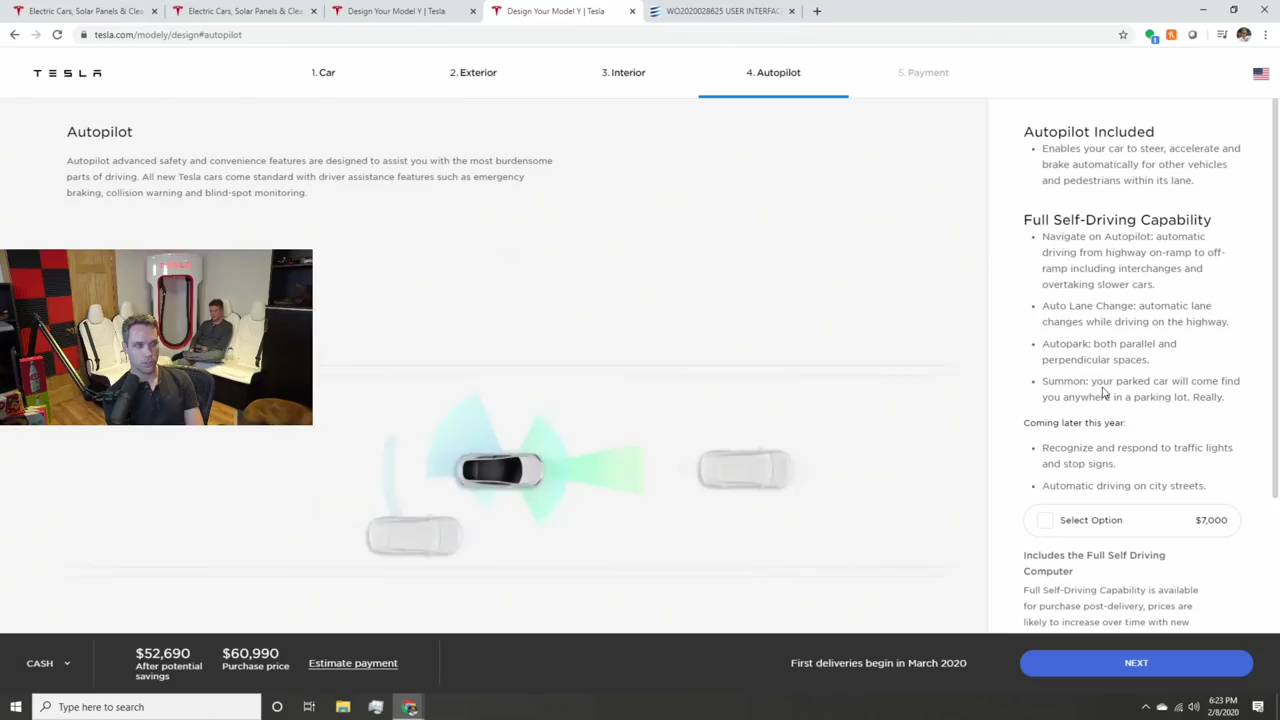 Electric Cars, Solar Panels & Clea
Electric Cars, Solar Panels & Clea
Design Your Model Y | Tesla
Design Your Model Y | Tesla
WO2020028625 USER INTERFAC
tesla.com/modely/design#autopilot
TESLA
1. Car
2. Exterior
3. Interior
4. Autopilot
5. Payment
Autopilot
Autopilot advanced safety and convenience features are designed to assist you with the most burdensome
parts of driving. All new Tesla cars come standard with driver assistance features such as emergency
braking, collision warning and blind-spot monitoring.
TESLA
Autopilot Included
• Enables your car to steer, accelerate and
brake automatically for other vehicles
and pedestrians within its lane.
Full Self-Driving Capability
• Navigate on Autopilot: automatic
driving from highway on-ramp to off-
ramp including interchanges and
overtaking slower cars.
• Auto Lane Change: automatic lane
changes while driving on the highway.
• Autopark: both parallel and
perpendicular spaces.
• Summon: your parked car will come find
you anywhere in a parking lot. Really.
Coming later this year:
• Recognize and respond to traffic lights
and stop signs.
• Automatic driving on city streets.
Select Option $7,000
Includes the Full Self Driving
Computer
Full Self-Driving Capability is available
for purchase post-delivery, prices are
likely to increase over time with new
CASH
$52,690
After potential
savings
$60,990
Purchase price
Estimate payment
First deliveries begin in March 2020
NEXT
Type here to search
6:23 PM
2/8/2020